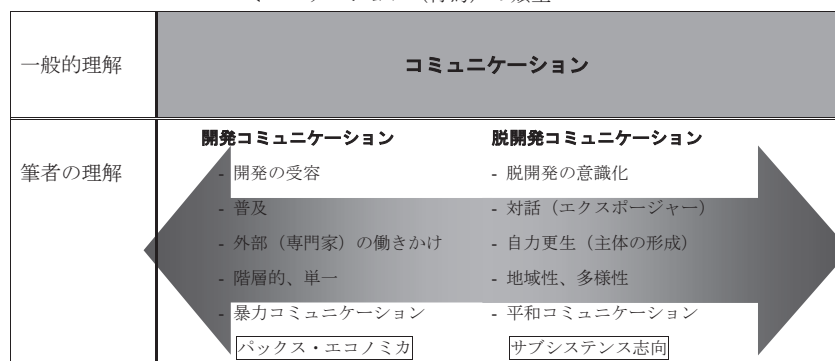 一般的理解
コミュニケーション
筆者の理解
開発コミュニケーション
- 開発の受容
- 普及
- 外部（専門家）の働きかけ
- 階層的、単一
- 暴力コミュニケーション
パックス・エコノミカ
脱開発コミュニケーション
- 脱開発の意識化
- 対話（エクスポージャー）
- 自力更生（主体の形成）
- 地域性、多様性
- 平和コミュニケーション
サブシステンス志向